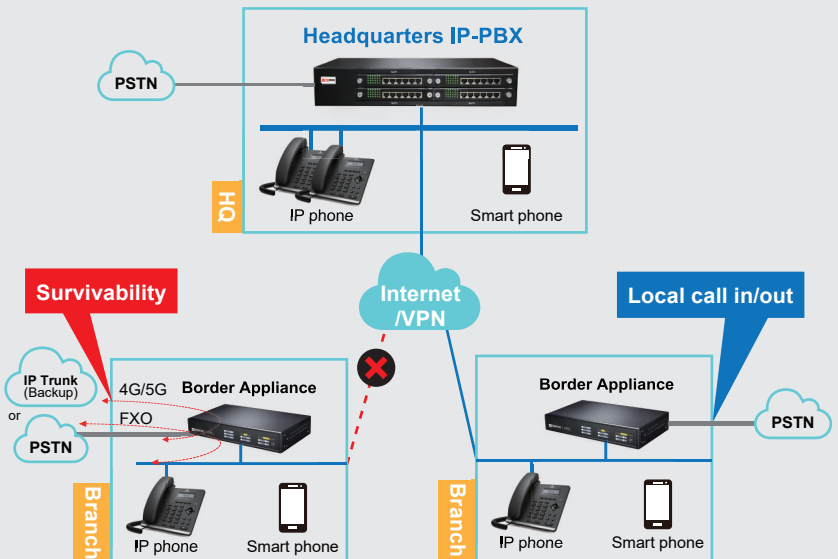 Headquarters IP-PBX
PSTN
HQ
IP phone
Smart phone
Survivability
Internet
/VPN
Local call in/out
IP Trunk
(Backup)
or
PSTN
4G/5G
FXO
Border Appliance
Branch
IP phone
Smart phone
Border Appliance
PSTN
Branch
IP phone
Smart phone